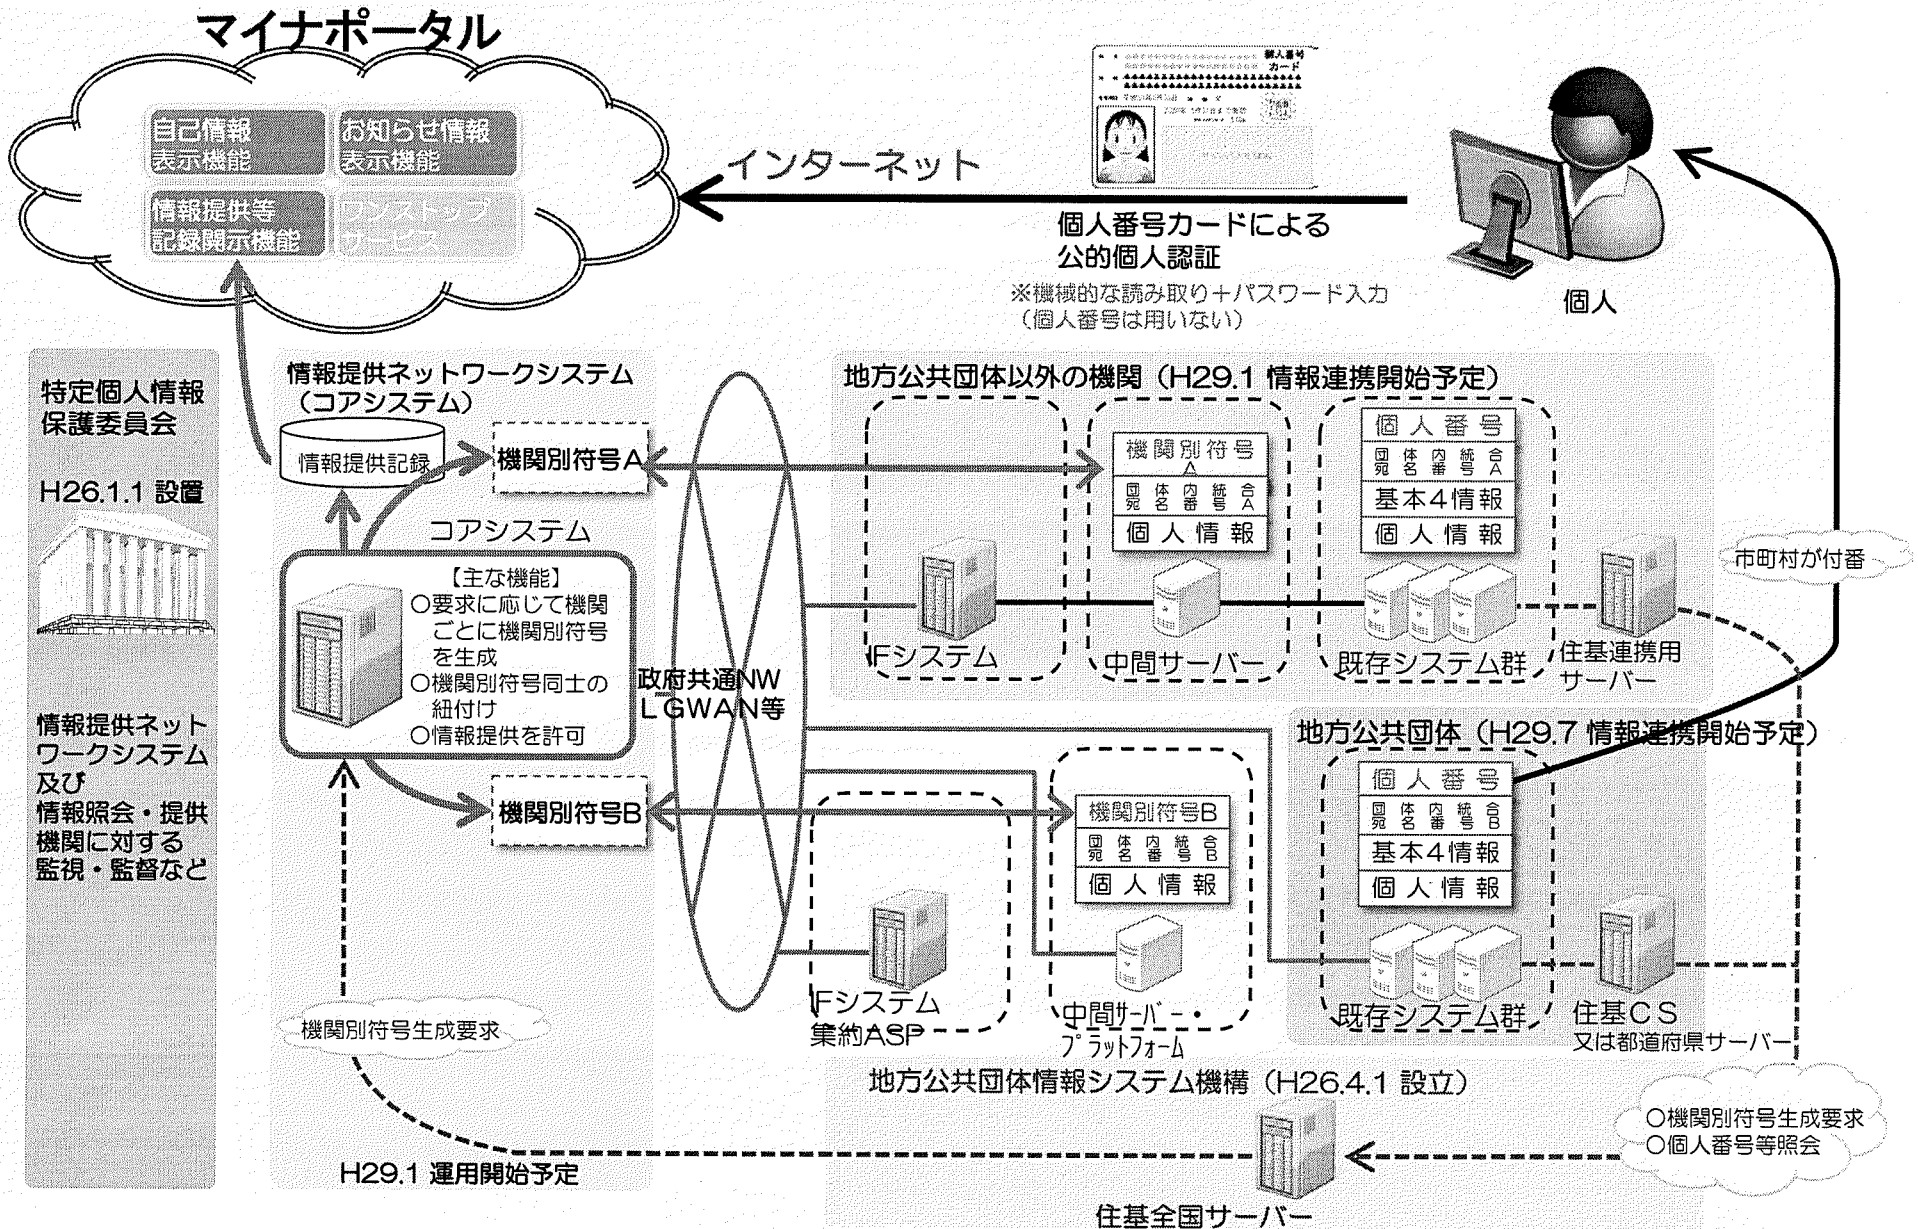 マイナポータル
自己情報
表示機能
お知らせ情報
表示機能
情報提供等
記録開示機能
ワンストップ
サービス
インターネット
個人番号
カード
個人番号カードによる
公的個人認証
※機械的な読み取り＋パスワード入力
（個人番号は用いない）
個人
特定個人情報
保護委員会
H26.1.1 設置
情報提供ネット
ワークシステム
及び
情報照会・提供
機関に対する
監視・監督など
情報提供ネットワークシステム
（コアシステム）
情報提供記録
機関別符号A
コアシステム
【主な機能】
○要求に応じて機関
ごとに機関別符号
を生成
○機関別符号同士の
紐付け
○情報提供を許可
機関別符号B
機関別符号生成要求
H29.1 運用開始予定
政府共通NW
ＬGWAN等
地方公共団体以外の機関（H29.1 情報連携開始予定）
機関別符号
A
団体内統合
宛名番号A
個人情報
個人番号
団体内統合
宛名番号A
基本4情報
個人情報
IFシステム
中間サーバー
既存システム群
住基連携用
サーバー
市町村が付番
地方公共団体（H29.7 情報連携開始予定）
機関別符号B
団体内統合
宛名番号B
個人情報
個人番号
団体内統合
宛名番号B
基本4情報
個人情報
IFシステム
集約ASP
中間サーバー・
プラットフォーム
既存システム群
住基ＣＳ
又は都道府県サーバー
地方公共団体情報システム機構（H26.4.1 設立）
○機関別符号生成要求
○個人番号等照会
住基全国サーバー